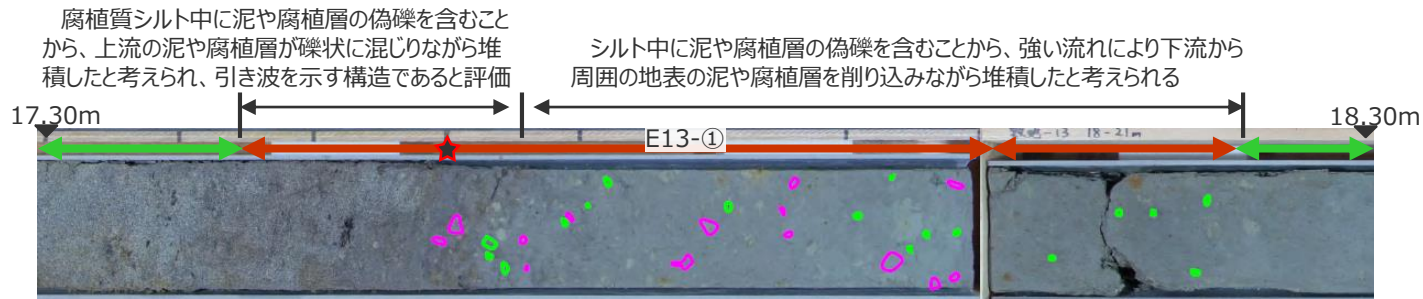 腐植質シルト中に泥や腐植層の偽礫を含むこと
から、上流の泥や腐植層が礫状に混じりながら堆
積したと考えられ、引き波を示す構造であると評価
シルト中に泥や腐植層の偽礫を含むことから、強い流れにより下流から
周囲の地表の泥や腐植層を削り込みながら堆積したと考えられる
17.30m
18.30m
E13-①
-13 18-21m